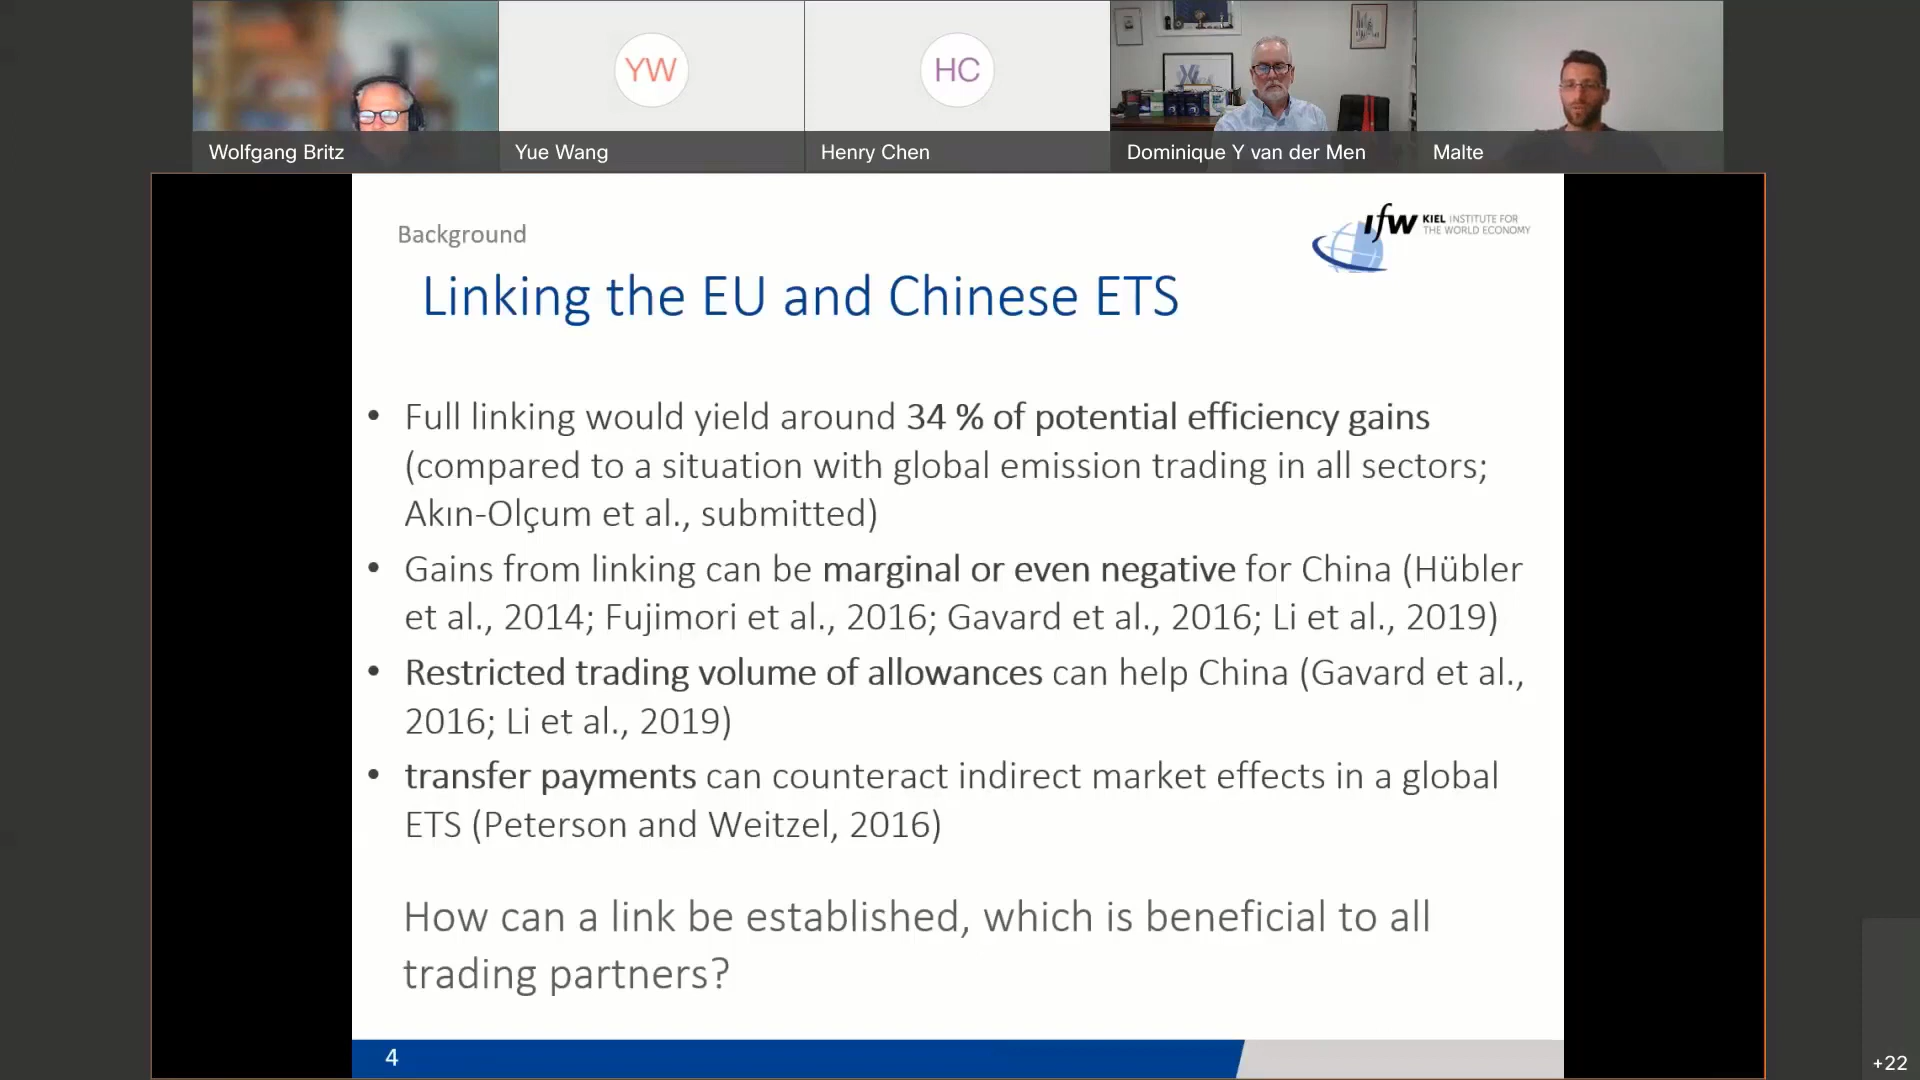 YW
HC
Wolfgang Britz
Yue Wang
Henry Chen
Dominique Y van der Men
Malte
Background
ifw KIEL INSTITUTE FOR
THE WORLD ECONOMY
Linking the EU and Chinese ETS
• Full linking would yield around 34 % of potential efficiency gains
(compared to a situation with global emission trading in all sectors;
Akın-Olçum et al., submitted)
• Gains from linking can be marginal or even negative for China (Hübler
et al., 2014; Fujimori et al., 2016; Gavard et al., 2016; Li et al., 2019)
• Restricted trading volume of allowances can help China (Gavard et al.,
2016; Li et al., 2019)
• transfer payments can counteract indirect market effects in a global
ETS (Peterson and Weitzel, 2016)
How can a link be established, which is beneficial to all
trading partners?
4
+22